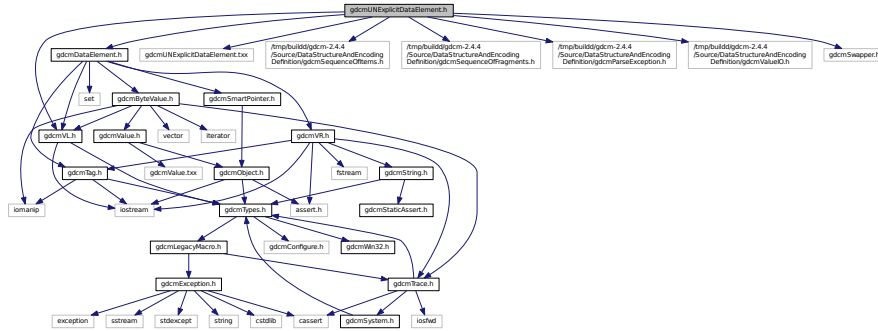 gdcmUNExplicitDataElement.h
gdcmDataElement.h
gdcmUNExplicitDataElement.txx
/tmp/buildd/gdcm-2.4.4
/Source/DataStructureAndEncoding
Definition/gdcmSequenceOfItems.h
/tmp/buildd/gdcm-2.4.4
/Source/DataStructureAndEncoding
Definition/gdcmSequenceOfFragments.h
/tmp/buildd/gdcm-2.4.4
/Source/DataStructureAndEncoding
Definition/gdcmParseException.h
/tmp/buildd/gdcm-2.4.4
/Source/DataStructureAndEncoding
Definition/gdcmValueIO.h
gdcmSwapper.h
set
gdcmByteValue.h
gdcmSmartPointer.h
gdcmVL.h
gdcmValue.h
vector
iterator
gdcmVR.h
gdcmTag.h
gdcmValue.txx
gdcmObject.h
fstream
gdcmString.h
iomanip
iostream
gdcmTypes.h
assert.h
gdcmStaticAssert.h
gdcmLegacyMacro.h
gdcmConfigure.h
gdcmWin32.h
gdcmException.h
gdcmTrace.h
exception
sstream
stdexcept
string
cstdlib
cassert
gdcmSystem.h
iosfwd